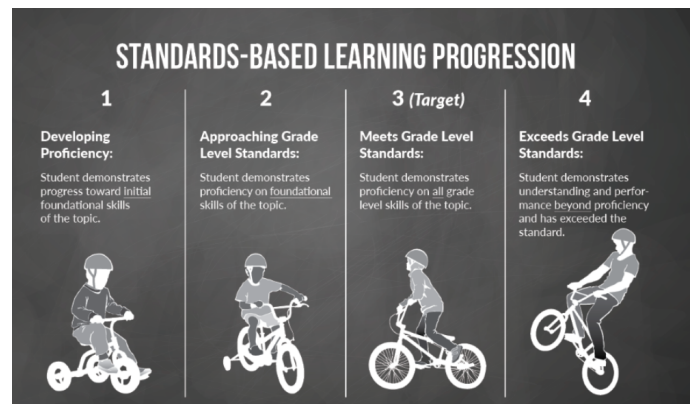 STANDARDS-BASED LEARNING PROGRESSION
1
Developing
Proficiency:
Student demonstrates
progress toward initial
foundational skills
of the topic.
2
Approaching Grade
Level Standards:
Student demonstrates
proficiency on foundational
skills of the topic.
3 (Target)
Meets Grade Level
Standards:
Student demonstrates
proficiency on all grade
level skills of the topic.
4
Exceeds Grade Level
Standards:
Student demonstrates
understanding and perfor-
mance beyond proficiency
and has exceeded the
standard.